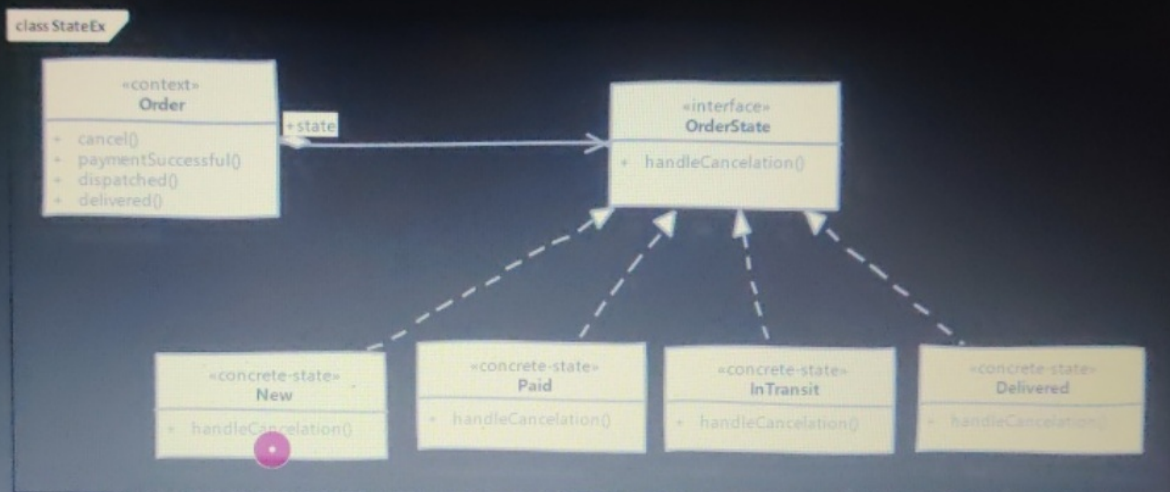 class StateEx
«context»
Order
+ cancel()
+ paymentSuccessful()
+ dispatched()
+ delivered()
+state
«interface»
OrderState
+ handleCancelation()
«concrete-state»
New
+ handleCancelation()
«concrete-state»
Paid
+ handleCancelation()
«concrete-state»
InTransit
+ handleCancelation()
«concrete-state»
Delivered
+ handleCancelation()